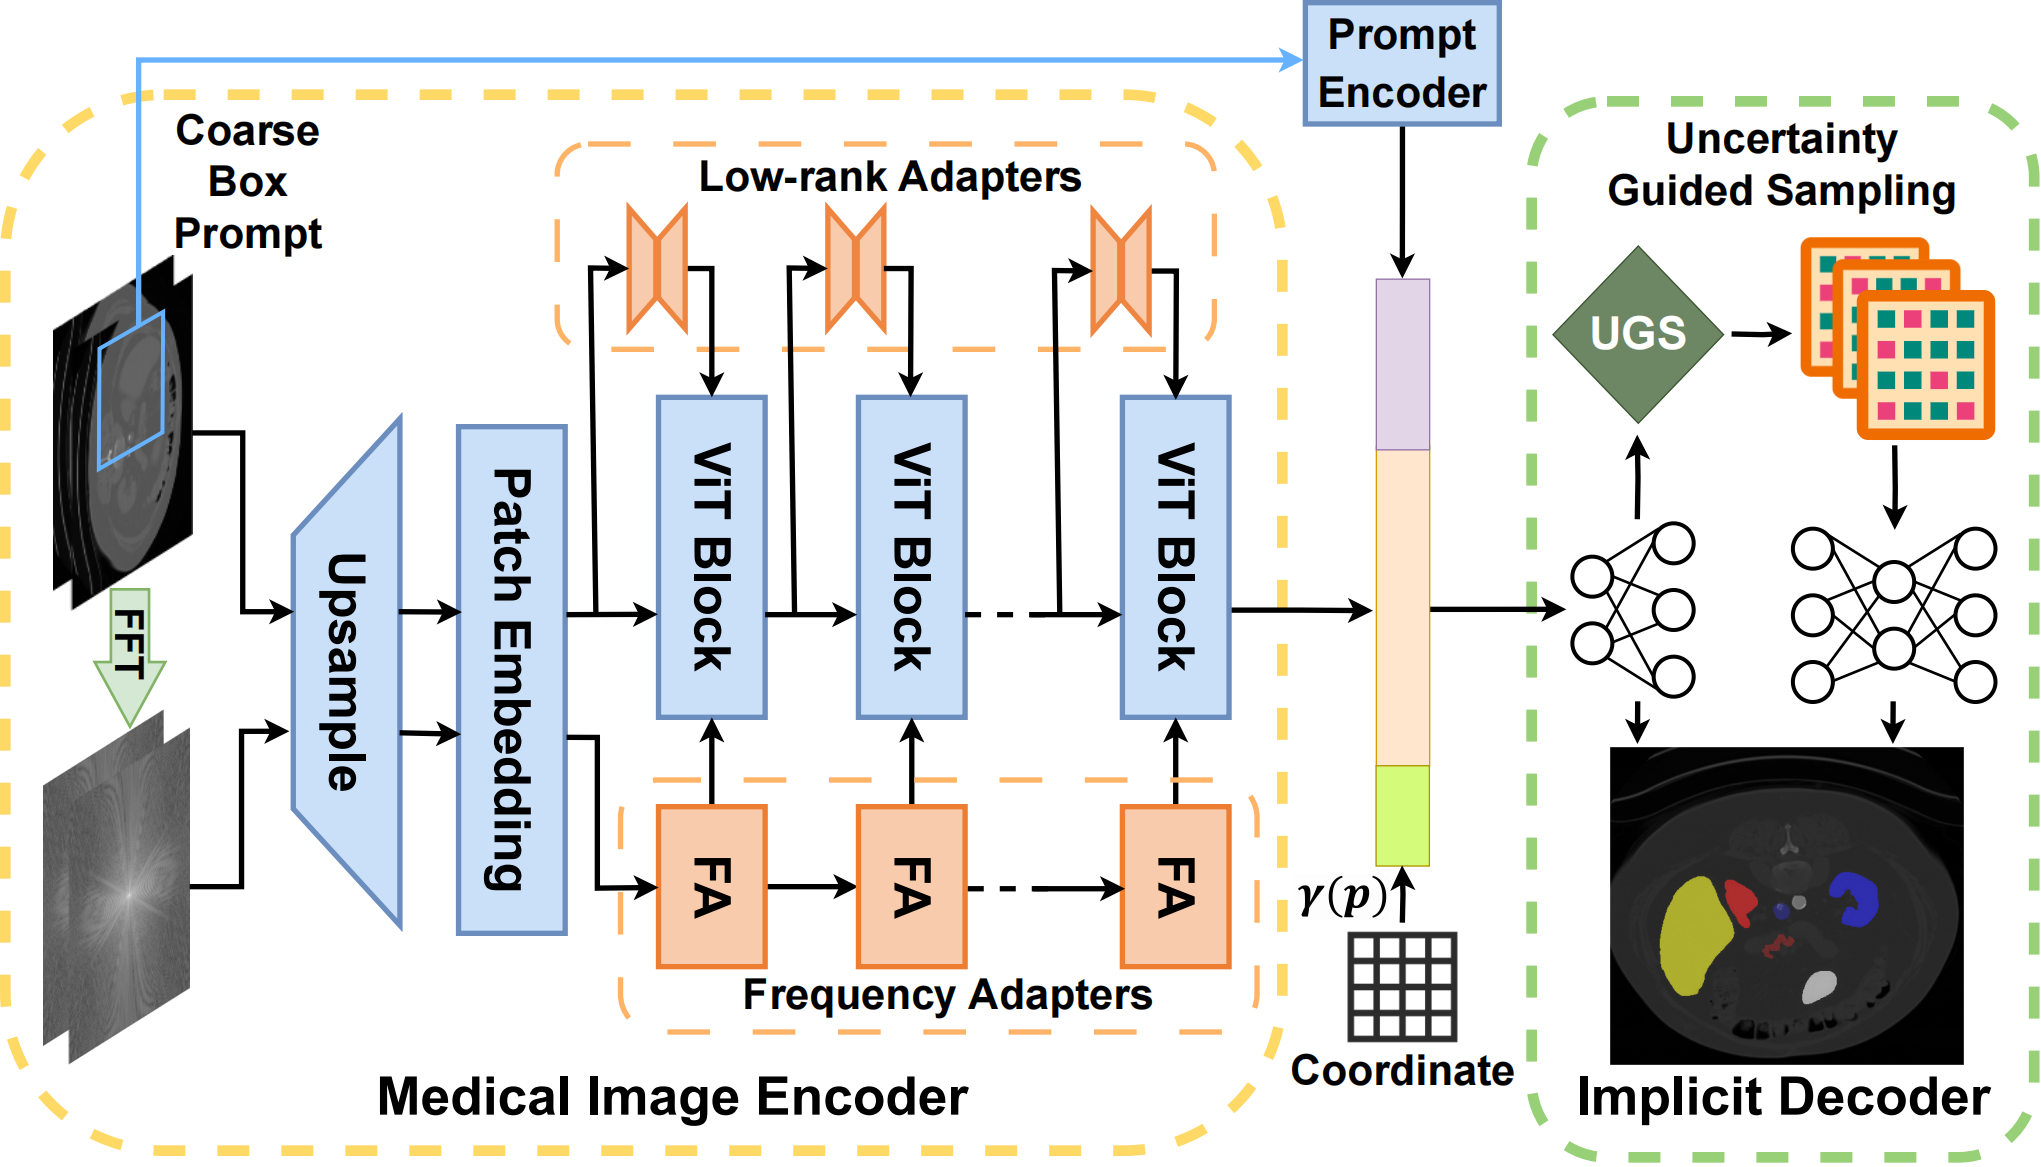 Prompt
Encoder
Coarse
Box
Prompt
Low-rank Adapters
Uncertainty
Guided Sampling
UGS
FFT
Upsample
Patch Embedding
ViT Block
ViT Block
ViT Block
FA
FA
FA
Frequency Adapters
γ(p)
Coordinate
Medical Image Encoder
Implicit Decoder